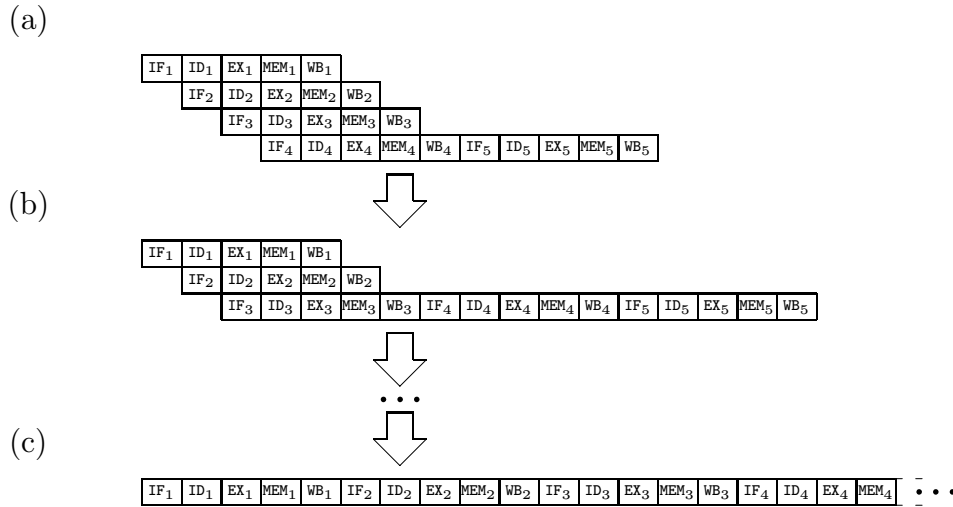 (a)
IF₁ ID₁ EX₁ MEM₁ WB₁
IF₂ ID₂ EX₂ MEM₂ WB₂
IF₃ ID₃ EX₃ MEM₃ WB₃
IF₄ ID₄ EX₄ MEM₄ WB₄ IF₅ ID₅ EX₅ MEM₅ WB₅
(b)
IF₁ ID₁ EX₁ MEM₁ WB₁
IF₂ ID₂ EX₂ MEM₂ WB₂
IF₃ ID₃ EX₃ MEM₃ WB₃ IF₄ ID₄ EX₄ MEM₄ WB₄ IF₅ ID₅ EX₅ MEM₅ WB₅
...
(c)
IF₁ ID₁ EX₁ MEM₁ WB₁ IF₂ ID₂ EX₂ MEM₂ WB₂ IF₃ ID₃ EX₃ MEM₃ WB₃ IF₄ ID₄ EX₄ MEM₄ ...